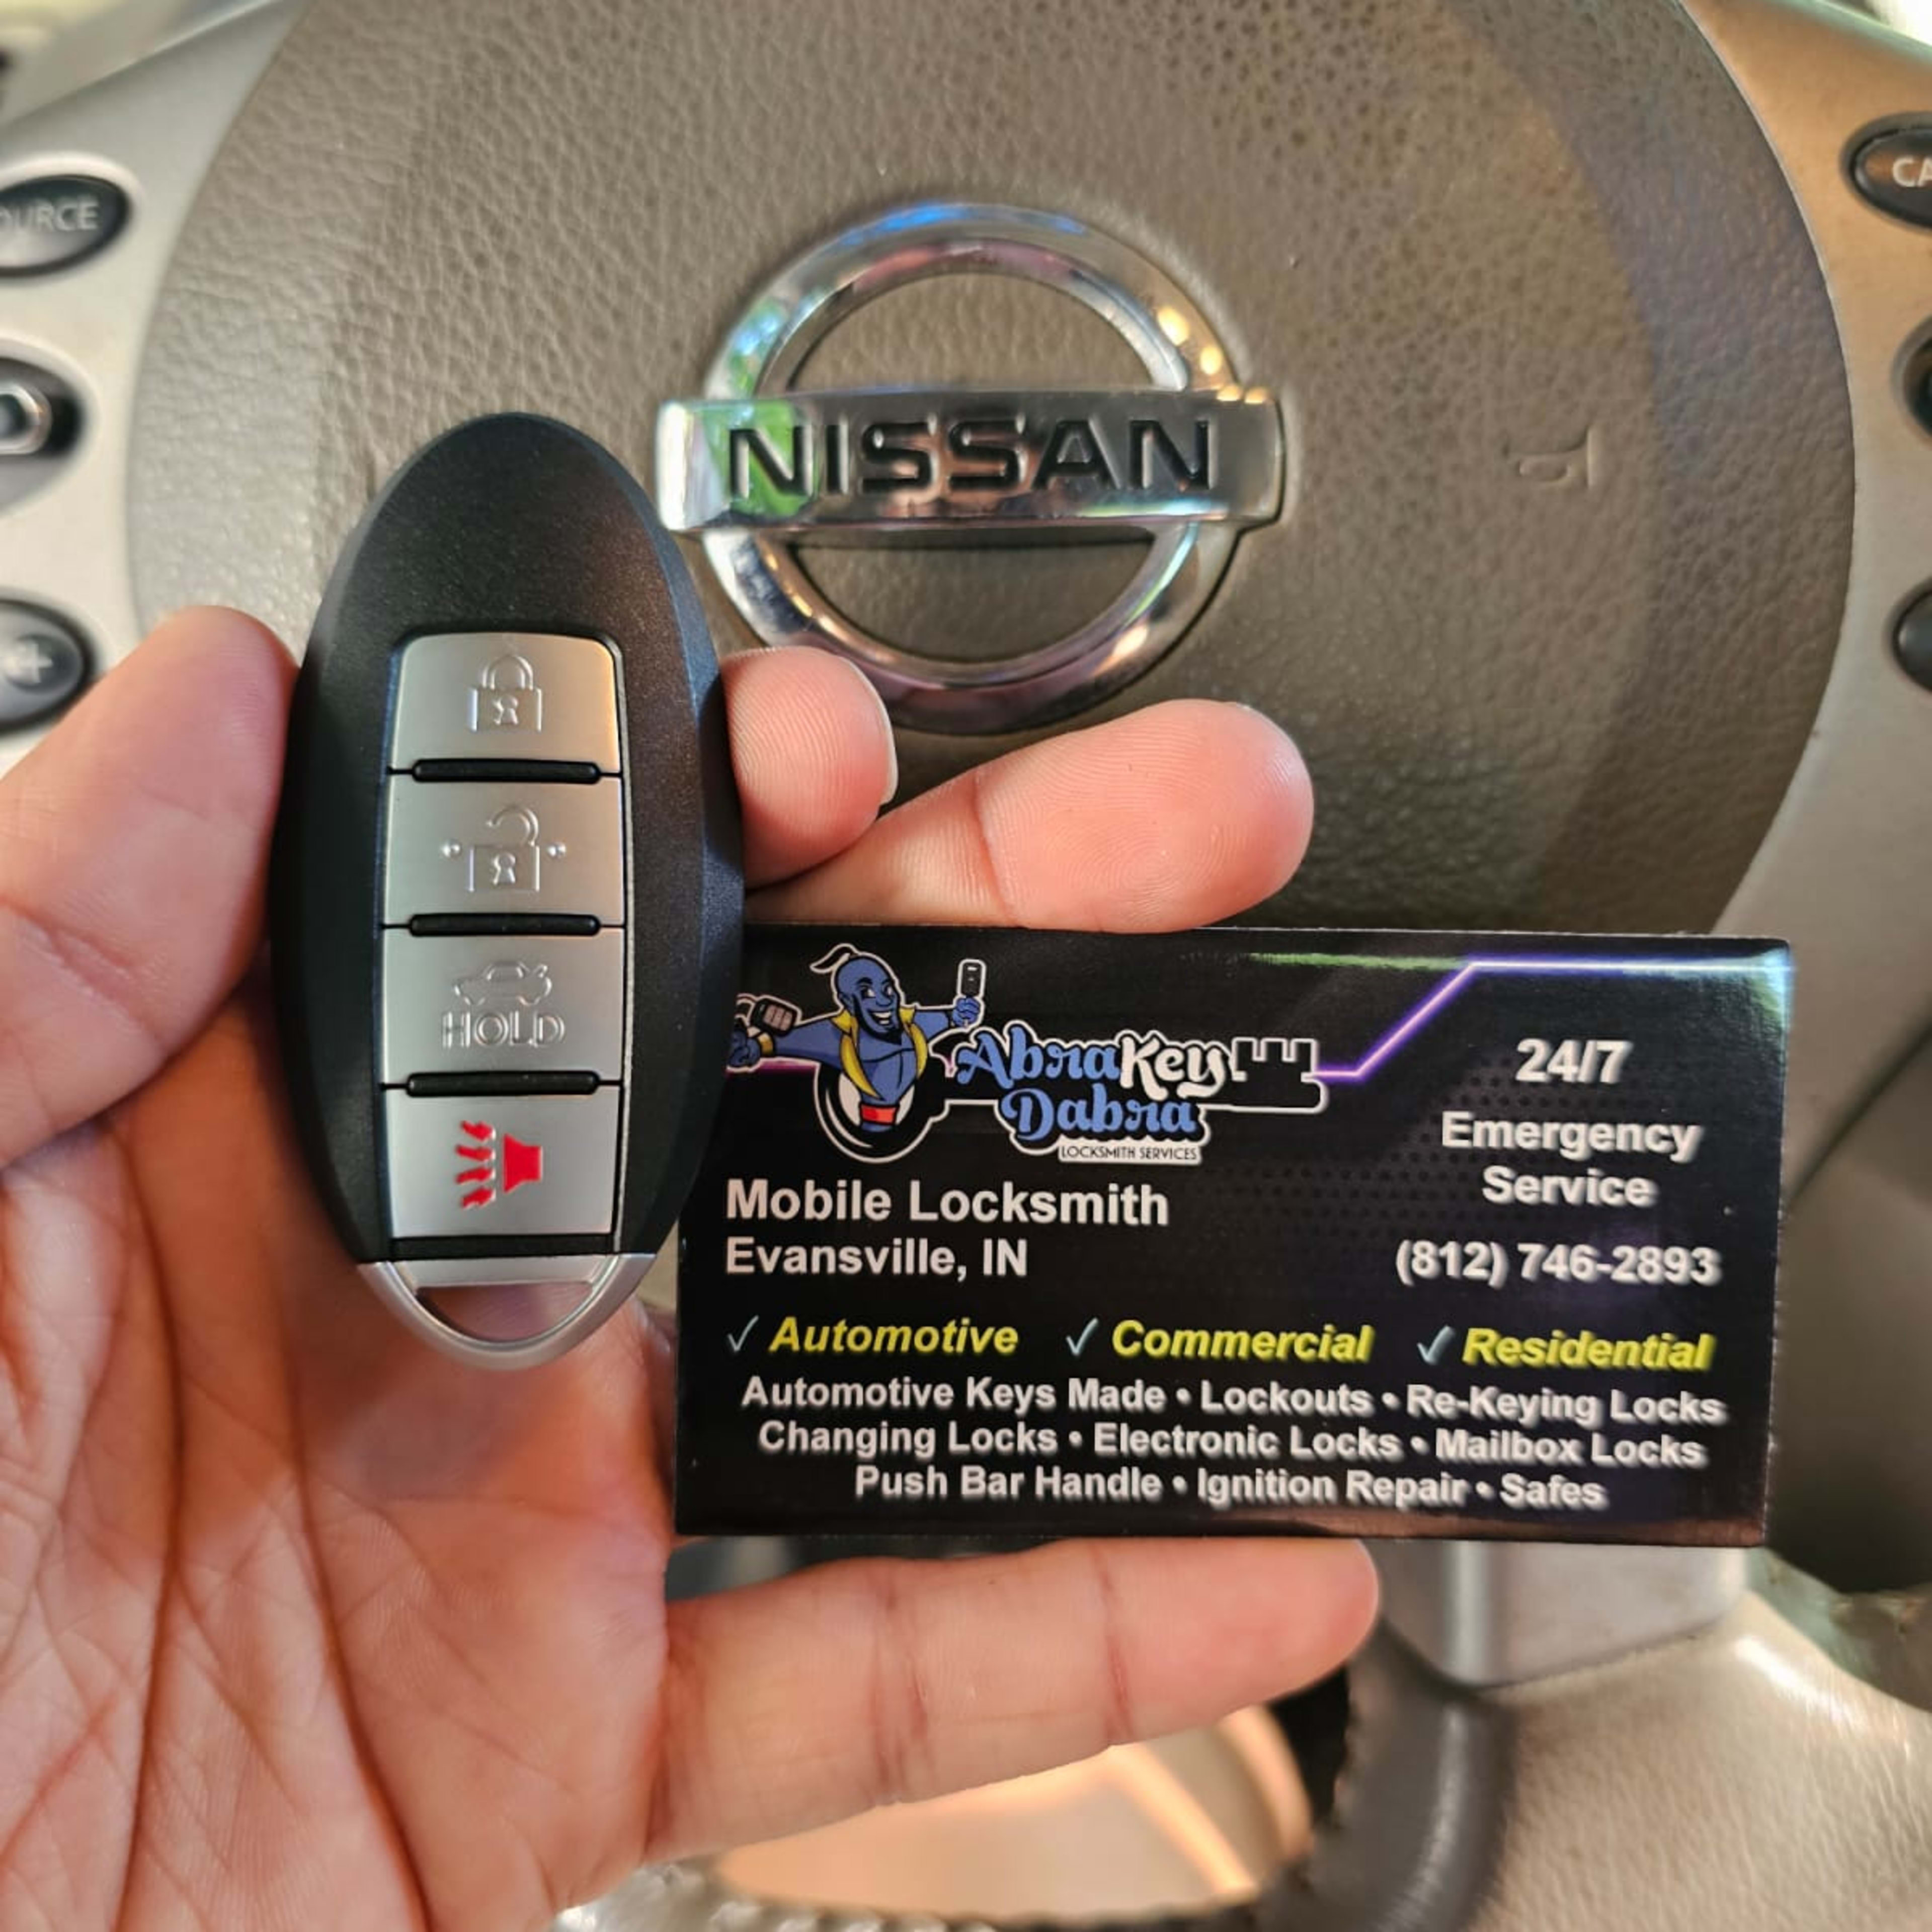 NISSAN
HOLD
AbraKey
Dabra
LOCKSMITH SERVICES
24/7
Emergency
Service
Mobile Locksmith
Evansville, IN
(812) 746-2893
✓ Automotive ✓ Commercial ✓ Residential
Automotive Keys Made • Lockouts • Re-Keying Locks
Changing Locks • Electronic Locks • Mailbox Locks
Push Bar Handle • Ignition Repair • Safes